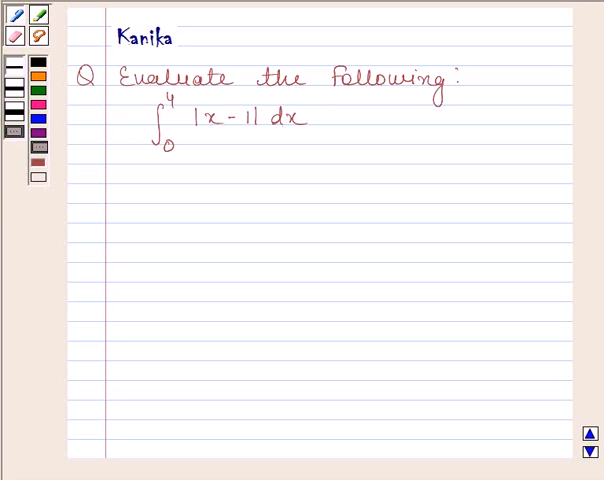 Kanika
Q Evaluate the following:
∫₀⁴ |x-1| dx